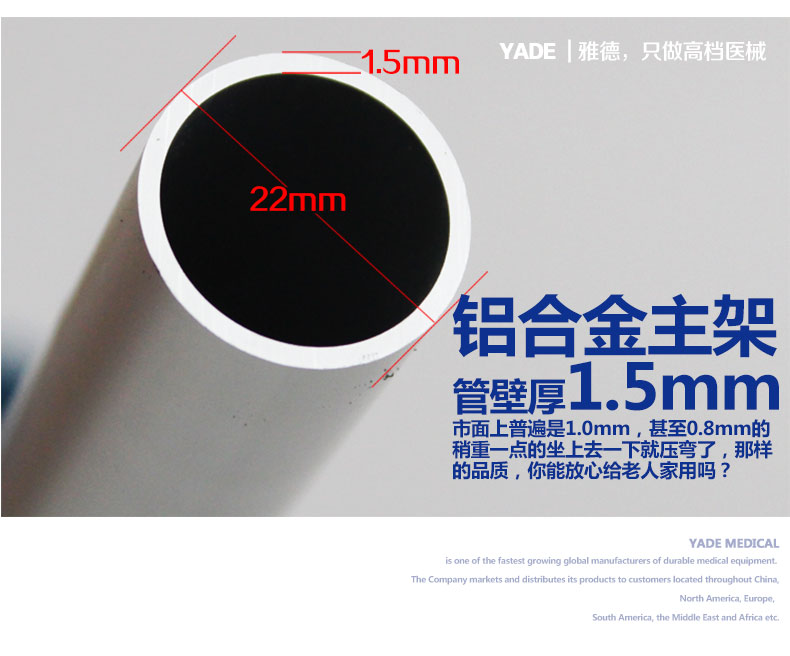 YADE | 雅德，只做高档医械
1.5mm
22mm
铝合金主架
管壁厚1.5mm
市面上普遍是1.0mm，甚至0.8mm的
稍重一点的坐上去一下就压弯了，那样
的品质，你能放心给老人家用吗？
YADE MEDICAL
is one of the fastest growing global manufacturers of durable medical equipment.
The Company markets and distributes its products to customers located throughout China,
North America, Europe,
South America, the Middle East and Africa etc.